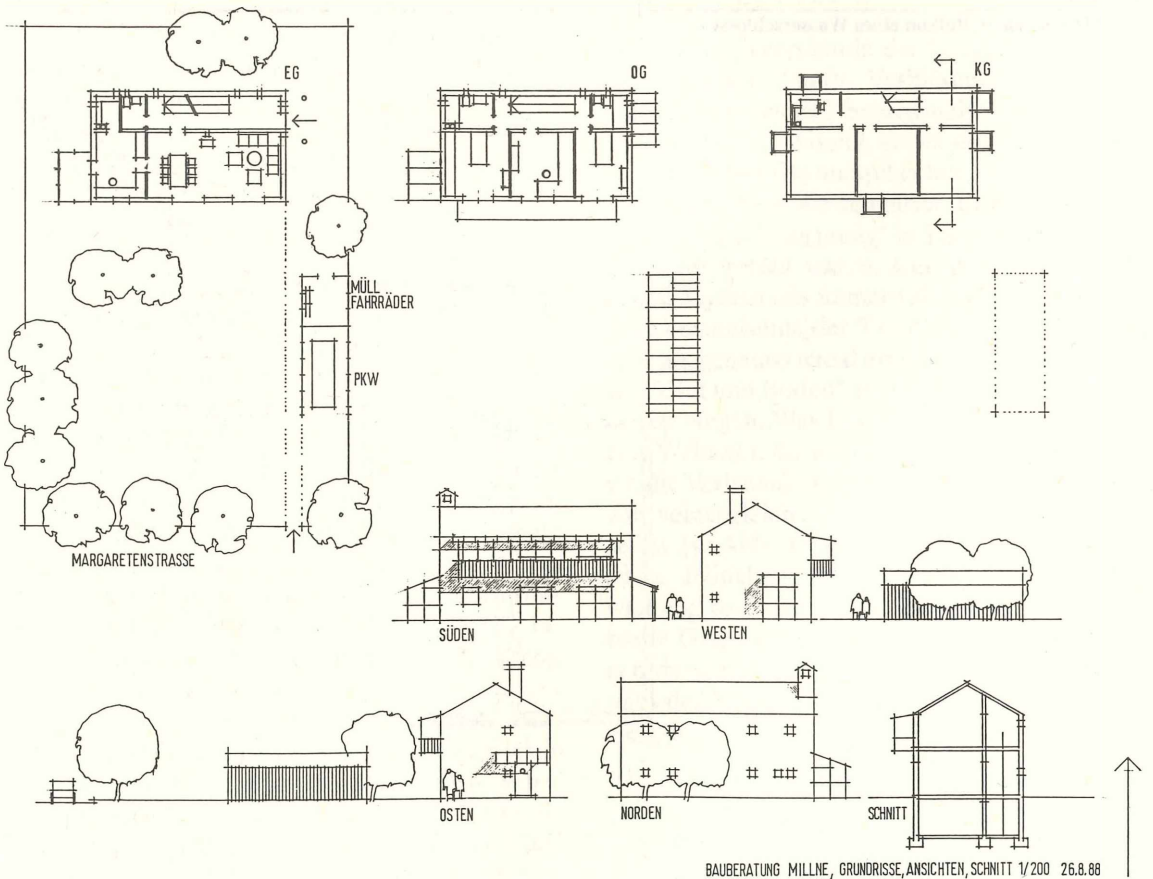 EG
OG
KG
MÜLL
FAHRRÄDER
PKW
MARGARETENSTRASSE
SÜDEN
WESTEN
OSTEN
NORDEN
SCHNITT
BAUBERATUNG MILLNE, GRUNDRISSE, ANSICHTEN, SCHNITT 1/200 26.8.88